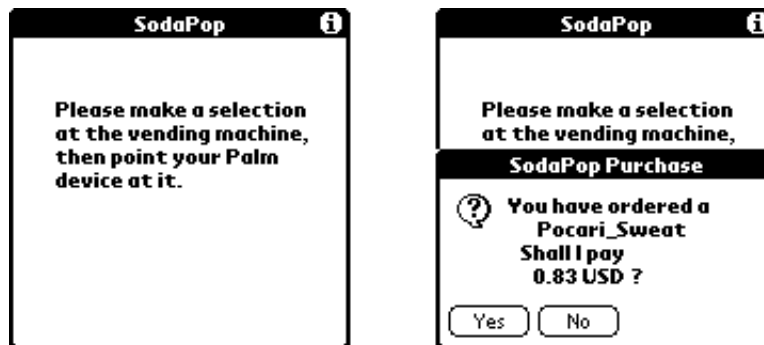 SodaPop
Please make a selection
at the vending machine,
then point your Palm
device at it.
SodaPop
Please make a selection
at the vending machine,
SodaPop Purchase
You have ordered a
Pocari_Sweat
Shall I pay
0.83 USD ?
Yes No